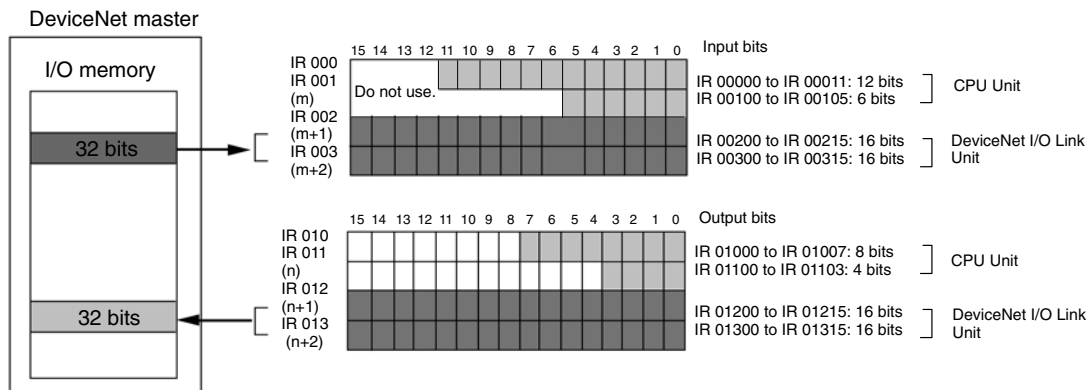 DeviceNet master
I/O memory
32 bits
32 bits
15 14 13 12 11 10 9 8 7 6 5 4 3 2 1 0
Input bits
IR 000
IR 001
(m)
IR 002
(m+1)
IR 003
(m+2)
Do not use.
IR 00000 to IR 00011: 12 bits
IR 00100 to IR 00105: 6 bits
CPU Unit
IR 00200 to IR 00215: 16 bits
IR 00300 to IR 00315: 16 bits
DeviceNet I/O Link
Unit
15 14 13 12 11 10 9 8 7 6 5 4 3 2 1 0
Output bits
IR 010
IR 011
(n)
IR 012
(n+1)
IR 013
(n+2)
IR 01000 to IR 01007: 8 bits
IR 01100 to IR 01103: 4 bits
CPU Unit
IR 01200 to IR 01215: 16 bits
IR 01300 to IR 01315: 16 bits
DeviceNet I/O Link
Unit